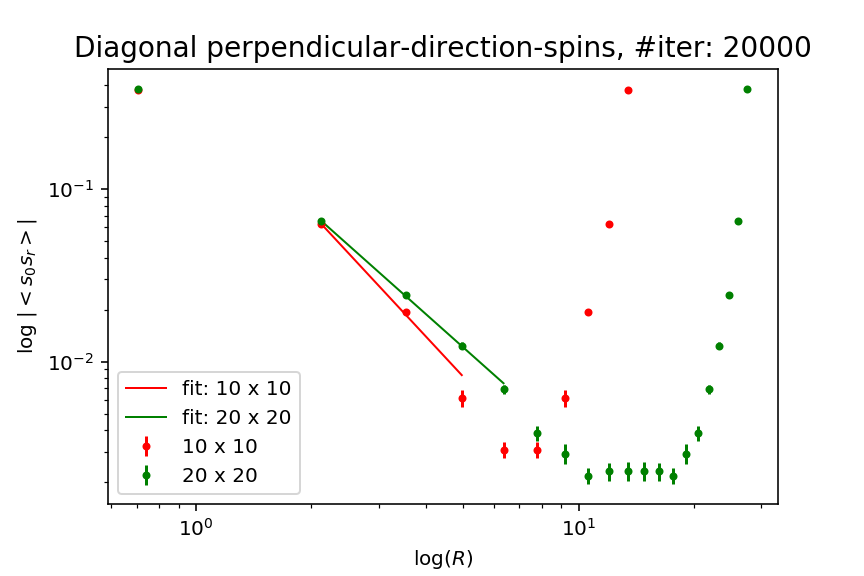 Diagonal perpendicular-direction-spins, #iter: 20000
log | < s₀sᵣ > |
10⁻¹
10⁻²
fit: 10 x 10
fit: 20 x 20
10 x 10
20 x 20
10⁰
10¹
log(R)